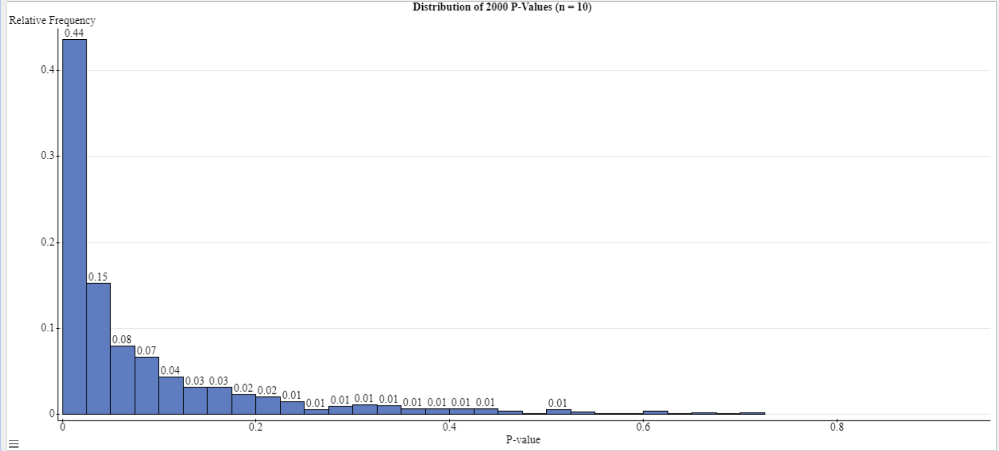 Distribution of 2000 P-Values (n = 10)
Relative Frequency
0.44
0.4
0.3
0.2
0.15
0.1
0.08
0.07
0.04
0.03 0.03
0.02 0.02
0.01
0.01 0.01 0.01 0.01 0.01 0.01 0.01 0.01
0.01
0
0 0.2 0.4 0.6 0.8
P-value